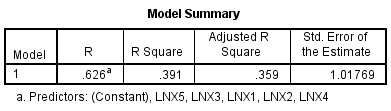 Model Summary
Model R R Square Adjusted R Square Std. Error of the Estimate
1 .626a .391 .359 1.01769
a. Predictors: (Constant), LNX5, LNX3, LNX1, LNX2, LNX4